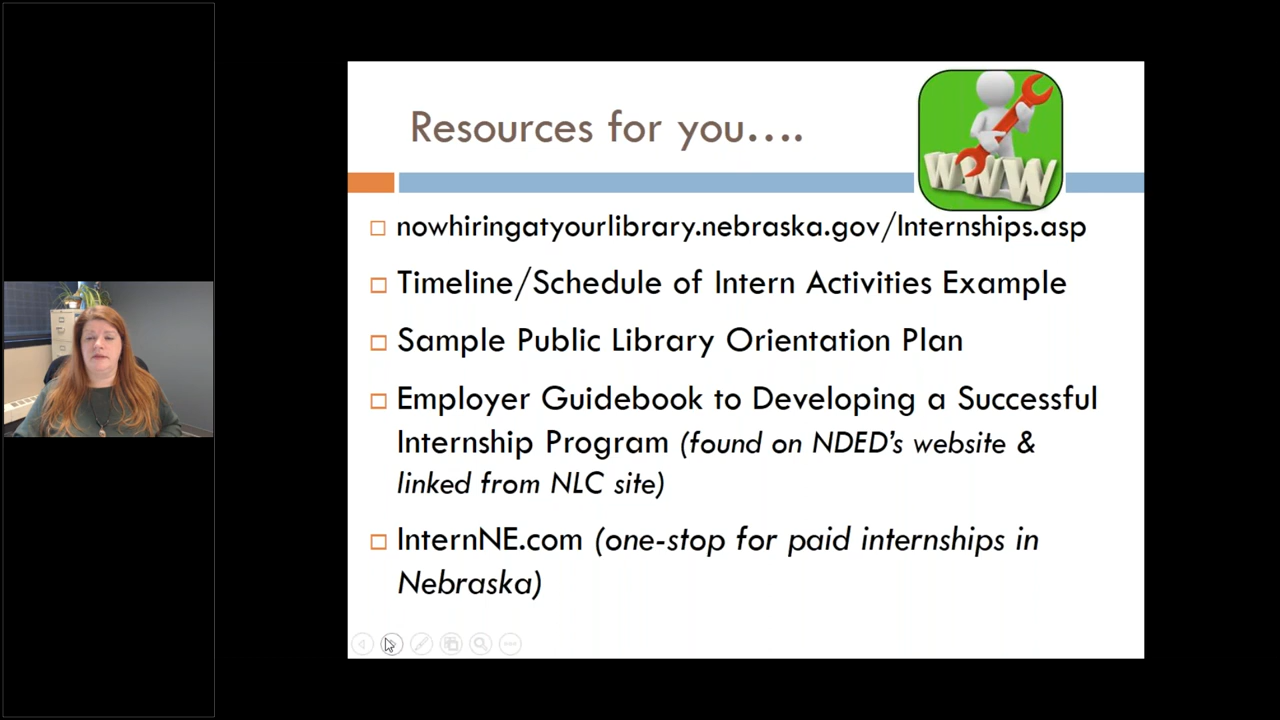 Resources for you….
www
nowhiringatyourlibrary.nebraska.gov/Internships.asp
Timeline/Schedule of Intern Activities Example
Sample Public Library Orientation Plan
Employer Guidebook to Developing a Successful
Internship Program (found on NDED’s website &
linked from NLC site)
InternNE.com (one-stop for paid internships in
Nebraska)